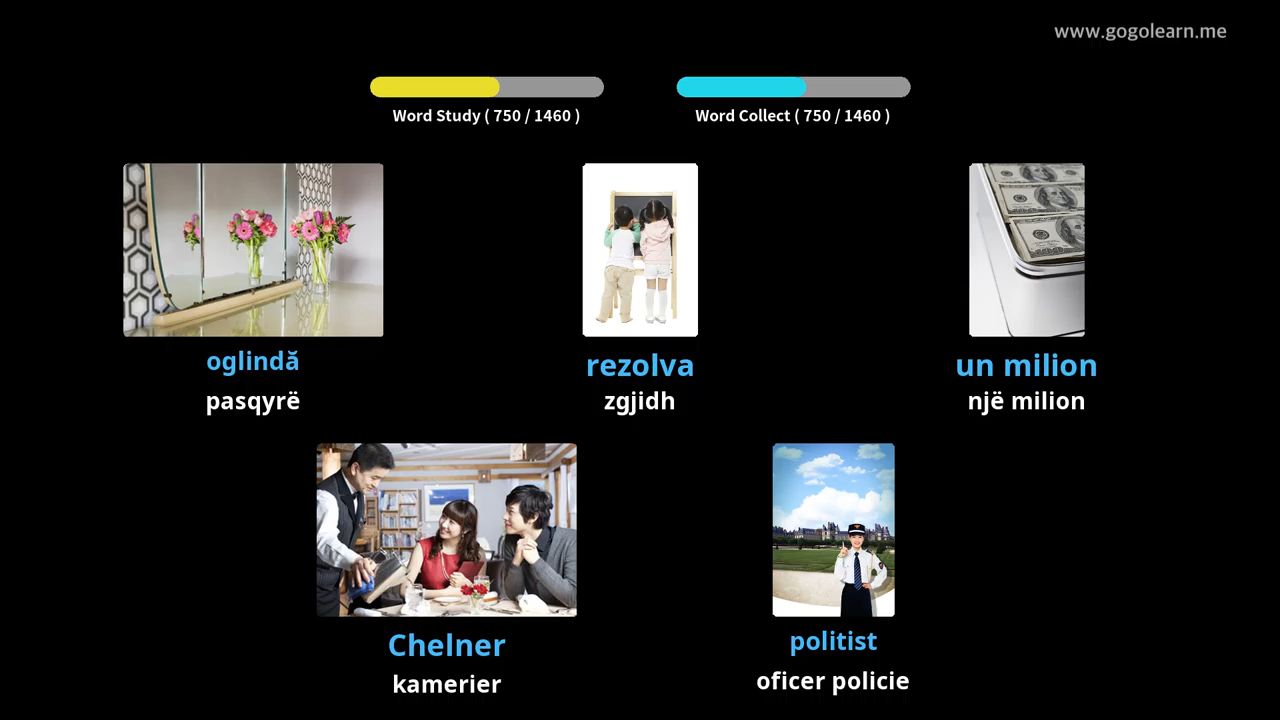 www.gogolearn.me
Word Study ( 750 / 1460 )
Word Collect ( 750 / 1460 )
oglindă
pasqyrë
rezolva
zgjidh
un milion
një milion
Chelner
kamerier
politist
oficer policie